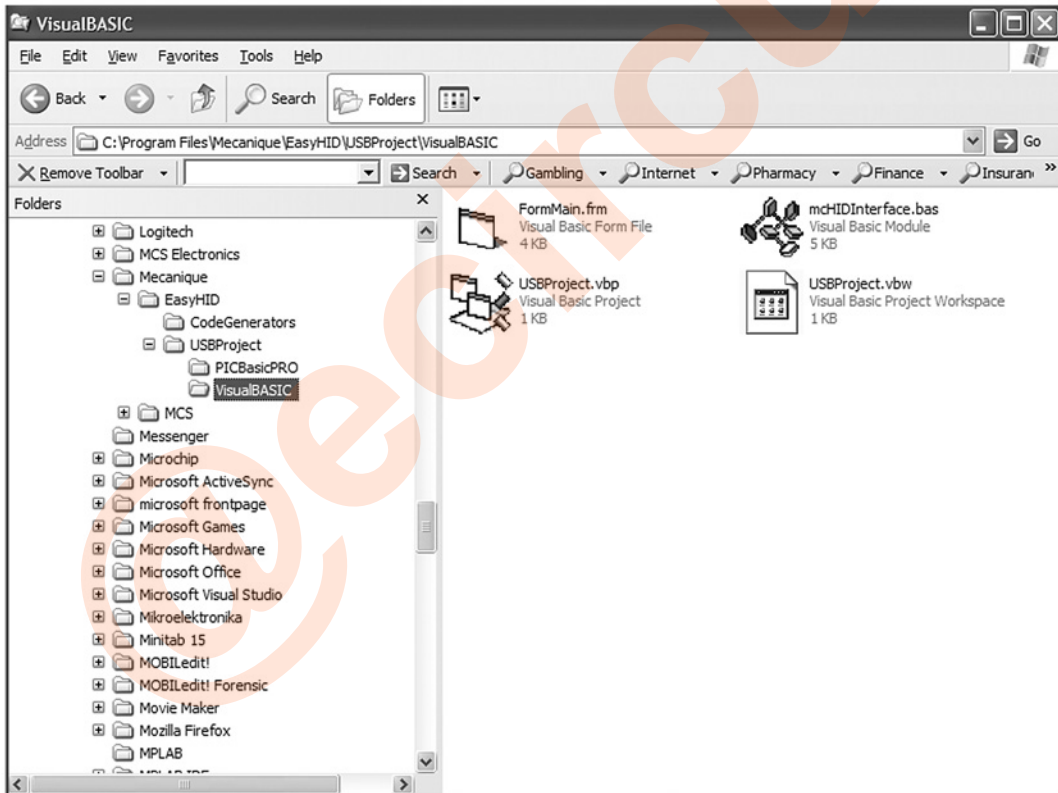 VisualBASIC
File Edit View Favorites Tools Help
Back Search Folders
Address C:\Program Files\Mecanique\EasyHID\USBProject\VisualBASIC Go
Remove Toolbar Search Gambling Internet Pharmacy Finance Insuran »
Folders
Logitech
MCS Electronics
Mecanique
EasyHID
CodeGenerators
USBProject
PICBasicPRO
VisualBASIC
MCS
Messenger
Microchip
Microsoft ActiveSync
microsoft frontpage
Microsoft Games
Microsoft Hardware
Microsoft Office
Microsoft Visual Studio
Mikroelektronika
Minitab 15
MOBILedit!
MOBILedit! Forensic
Movie Maker
Mozilla Firefox
MPLAB
FormMain.frm
Visual Basic Form File
4 KB
mcHIDInterface.bas
Visual Basic Module
5 KB
USBProject.vbp
Visual Basic Project
1 KB
USBProject.vbw
Visual Basic Project Workspace
1 KB